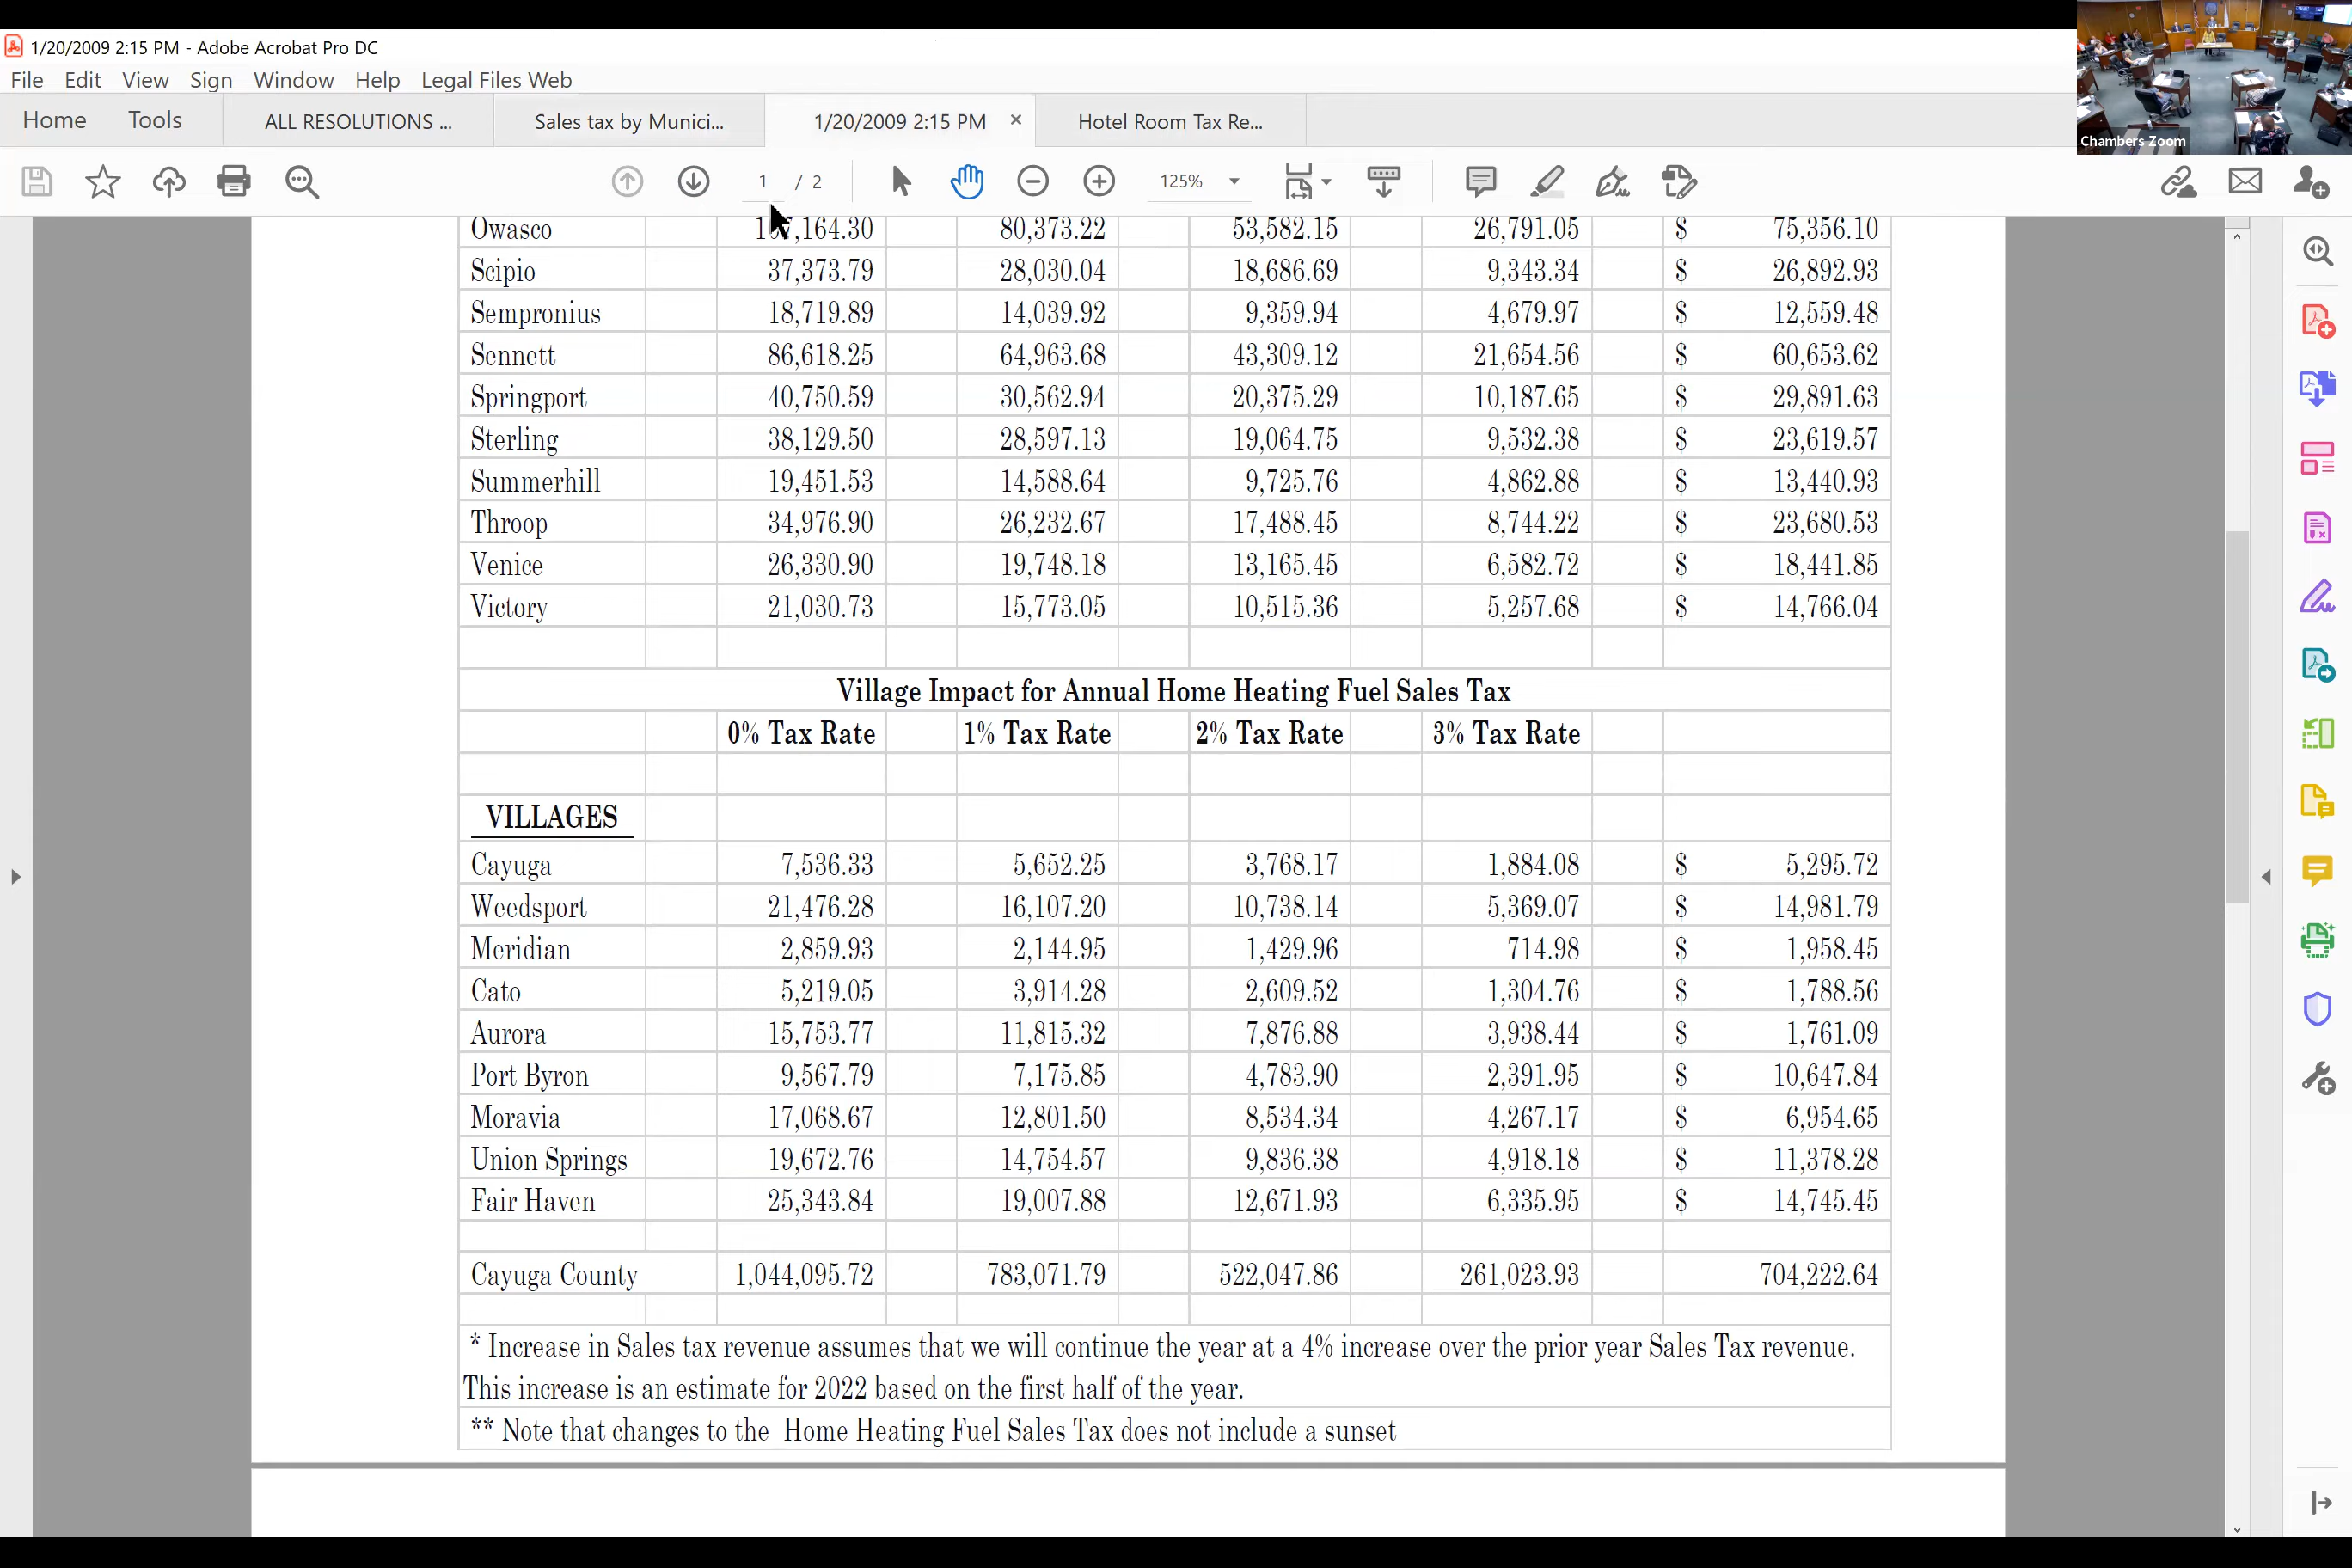 1/20/2009 2:15 PM - Adobe Acrobat Pro DC
File Edit View Sign Window Help Legal Files Web
Home Tools ALL RESOLUTIONS ... Sales tax by Munici... 1/20/2009 2:15 PM × Hotel Room Tax Re...
Chambers Zoom
1 / 2 125%
Owasco 80,373.22 53,582.15 26,791.05 $ 75,356.10
Scipio 37,373.79 28,030.04 18,686.69 9,343.34 $ 26,892.93
Sempronius 18,719.89 14,039.92 9,359.94 4,679.97 $ 12,559.48
Sennett 86,618.25 64,963.68 43,309.12 21,654.56 $ 60,653.62
Springport 40,750.59 30,562.94 20,375.29 10,187.65 $ 29,891.63
Sterling 38,129.50 28,597.13 19,064.75 9,532.38 $ 23,619.57
Summerhill 19,451.53 14,588.64 9,725.76 4,862.88 $ 13,440.93
Throop 34,976.90 26,232.67 17,488.45 8,744.22 $ 23,680.53
Venice 26,330.90 19,748.18 13,165.45 6,582.72 $ 18,441.85
Victory 21,030.73 15,773.05 10,515.36 5,257.68 $ 14,766.04
Village Impact for Annual Home Heating Fuel Sales Tax
0% Tax Rate 1% Tax Rate 2% Tax Rate 3% Tax Rate
VILLAGES
Cayuga 7,536.33 5,652.25 3,768.17 1,884.08 $ 5,295.72
Weedsport 21,476.28 16,107.20 10,738.14 5,369.07 $ 14,981.79
Meridian 2,859.93 2,144.95 1,429.96 714.98 $ 1,958.45
Cato 5,219.05 3,914.28 2,609.52 1,304.76 $ 1,788.56
Aurora 15,753.77 11,815.32 7,876.88 3,938.44 $ 1,761.09
Port Byron 9,567.79 7,175.85 4,783.90 2,391.95 $ 10,647.84
Moravia 17,068.67 12,801.50 8,534.34 4,267.17 $ 6,954.65
Union Springs 19,672.76 14,754.57 9,836.38 4,918.18 $ 11,378.28
Fair Haven 25,343.84 19,007.88 12,671.93 6,335.95 $ 14,745.45
Cayuga County 1,044,095.72 783,071.79 522,047.86 261,023.93 704,222.64
* Increase in Sales tax revenue assumes that we will continue the year at a 4% increase over the prior year Sales Tax revenue.
This increase is an estimate for 2022 based on the first half of the year.
** Note that changes to the Home Heating Fuel Sales Tax does not include a sunset